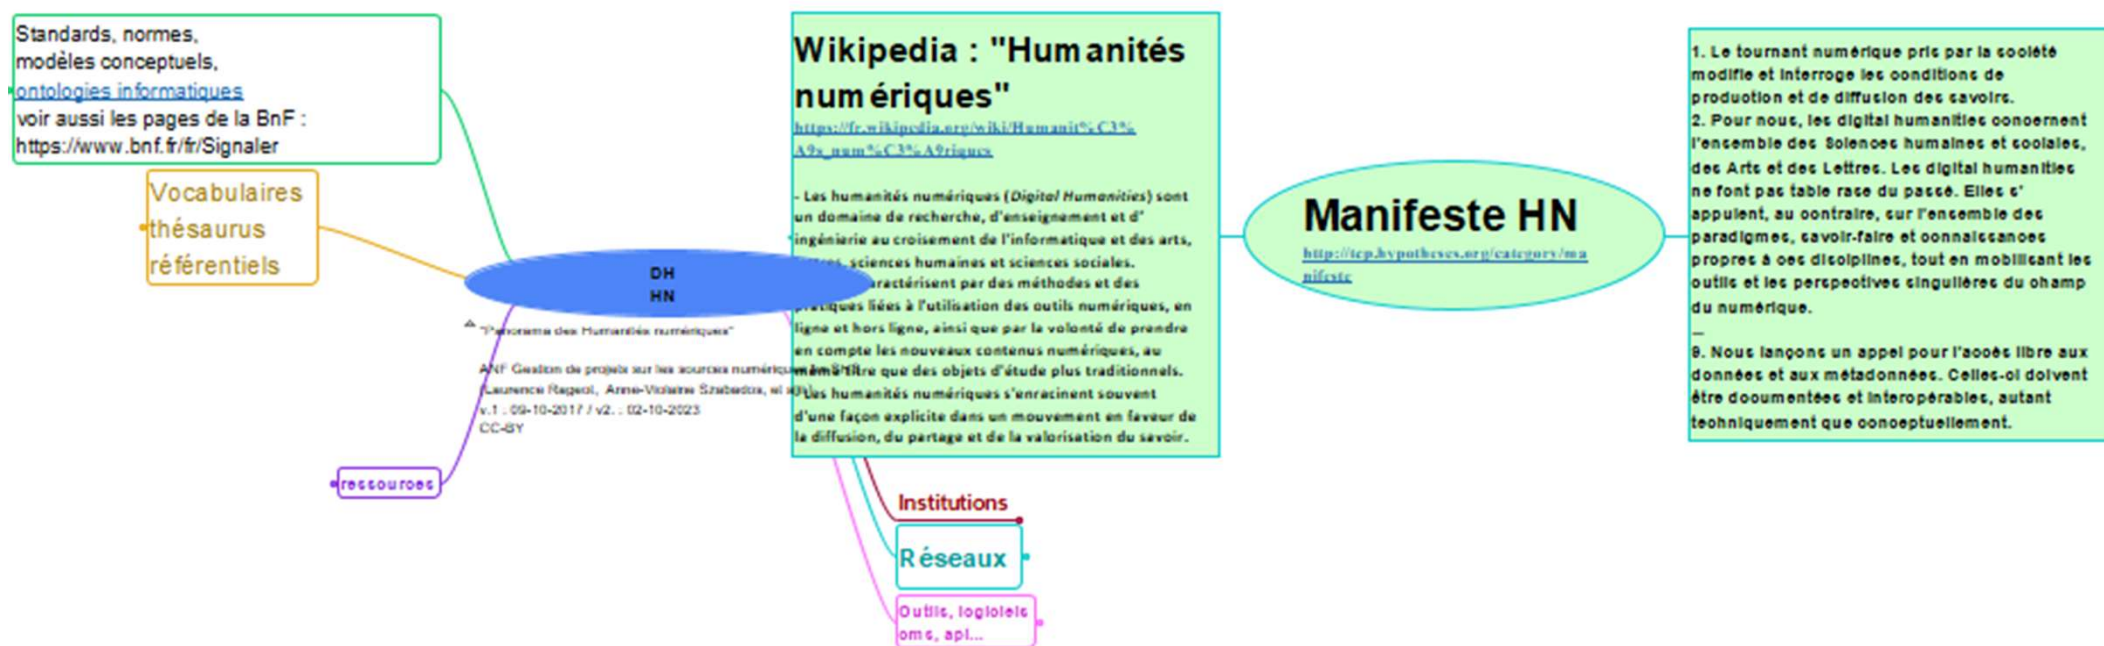 Standards, normes,
modèles conceptuels,
ontologies informatiques
voir aussi les pages de la BnF :
https://www.bnf.fr/fr/Signaler
Vocabulaires
thésaurus
référentiels
DH
HN
"Panorama des Humanités numériques"
ANF Gestion de projets sur les sources numériques
(Laurence Rageot, Anne-Violaine Szabados, et
v.1 : 09-10-2017 / v2. : 02-10-2023
CC-BY
ressources
Wikipedia : "Humanités
numériques"
https://fr.wikipedia.org/wiki/Humanit%C3%
A9s_num%C3%A9riques
- Les humanités numériques (Digital Humanities) sont
un domaine de recherche, d'enseignement et d'
ingénierie au croisement de l'informatique et des arts,
sciences humaines et sciences sociales.
et des
pratiques liées à l'utilisation des outils numériques, en
ligne et hors ligne, ainsi que par la volonté de prendre
en compte les nouveaux contenus numériques, au
même titre que des objets d'étude plus traditionnels.
Les humanités numériques s'enracinent souvent
d'une façon explicite dans un mouvement en faveur de
la diffusion, du partage et de la valorisation du savoir.
Institutions
Réseaux
Outils, logiciels
cms, api...
Manifeste HN
http://tcp.hypotheses.org/category/ma
nifeste
1. Le tournant numérique pris par la société
modifie et interroge les conditions de
production et de diffusion des savoirs.
2. Pour nous, les digital humanities concernent
l'ensemble des Sciences humaines et sociales,
des Arts et des Lettres. Les digital humanities
ne font pas table rase du passé. Elles s'
appuient, au contraire, sur l'ensemble des
paradigmes, savoir-faire et connaissances
propres à ces disciplines, tout en mobilisant les
outils et les perspectives singulières du champ
du numérique.
...
9. Nous lançons un appel pour l'accès libre aux
données et aux métadonnées. Celles-ci doivent
être documentées et interopérables, autant
techniquement que conceptuellement.